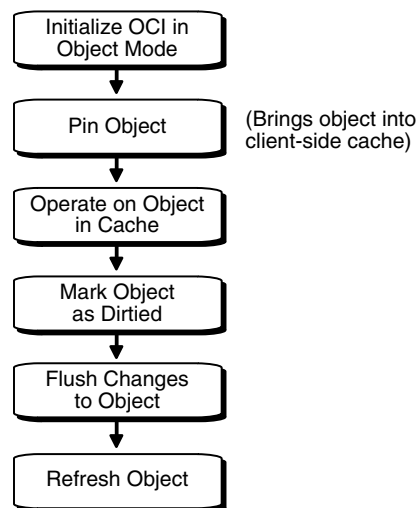 Initialize OCI in
Object Mode
Pin Object
(Brings object into
client-side cache)
Operate on Object
in Cache
Mark Object
as Dirtied
Flush Changes
to Object
Refresh Object